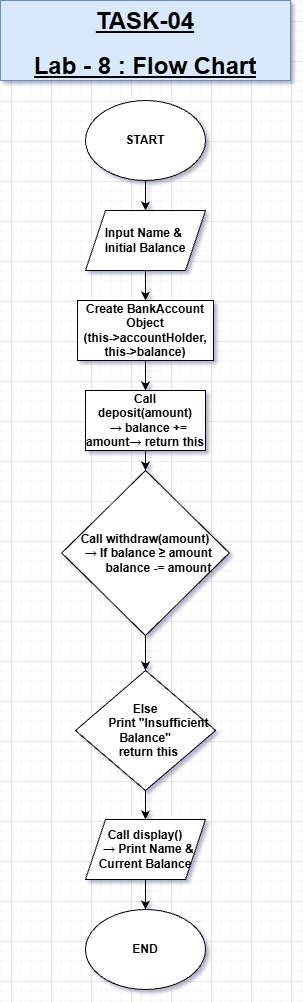 TASK-04
Lab - 8 : Flow Chart
START
Input Name &
Initial Balance
Create BankAccount
Object
(this->accountHolder,
this->balance)
Call
deposit(amount)
→ balance +=
amount→ return this
Call withdraw(amount)
→ If balance ≥ amount
balance -= amount
Else
Print "Insufficient
Balance"
return this
Call display()
→ Print Name &
Current Balance
END